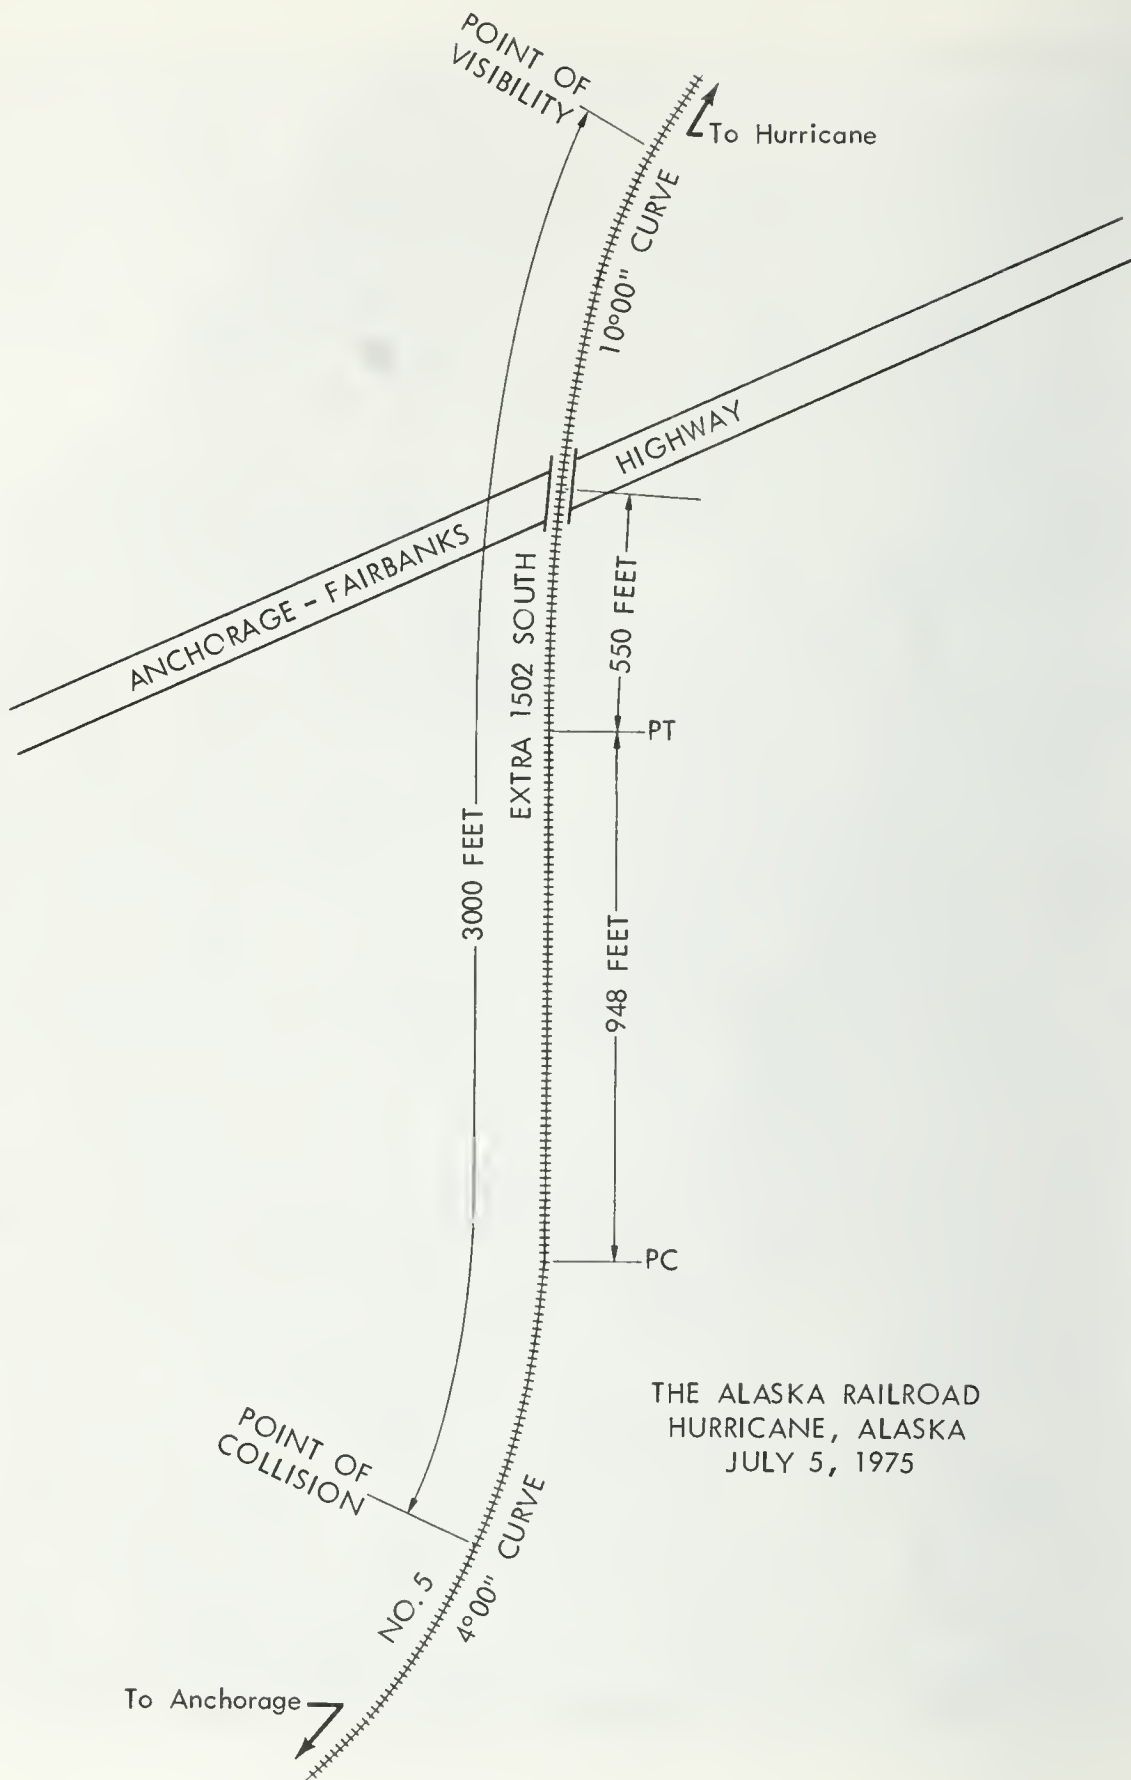 POINT OF
VISIBILITY
To Hurricane
10°00" CURVE
HIGHWAY
ANCHORAGE - FAIRBANKS
EXTRA 1502 SOUTH
550 FEET
PT
3000 FEET
948 FEET
PC
THE ALASKA RAILROAD
HURRICANE, ALASKA
JULY 5, 1975
POINT OF
COLLISION
4°00" CURVE
NO. 5
To Anchorage